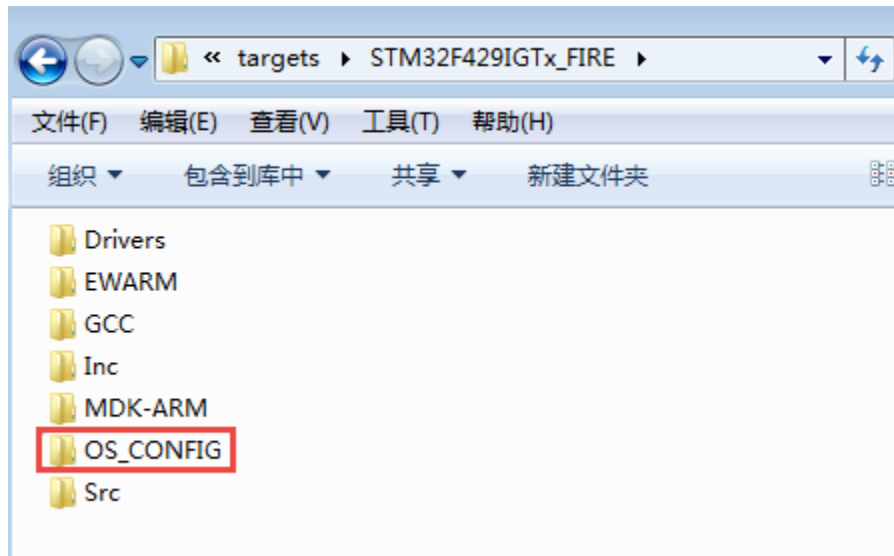 « targets ▸ STM32F429IGTx_FIRE ▸
文件(F) 编辑(E) 查看(V) 工具(T) 帮助(H)
组织 ▼ 包含到库中 ▼ 共享 ▼ 新建文件夹
Drivers
EWARM
GCC
Inc
MDK-ARM
OS_CONFIG
Src